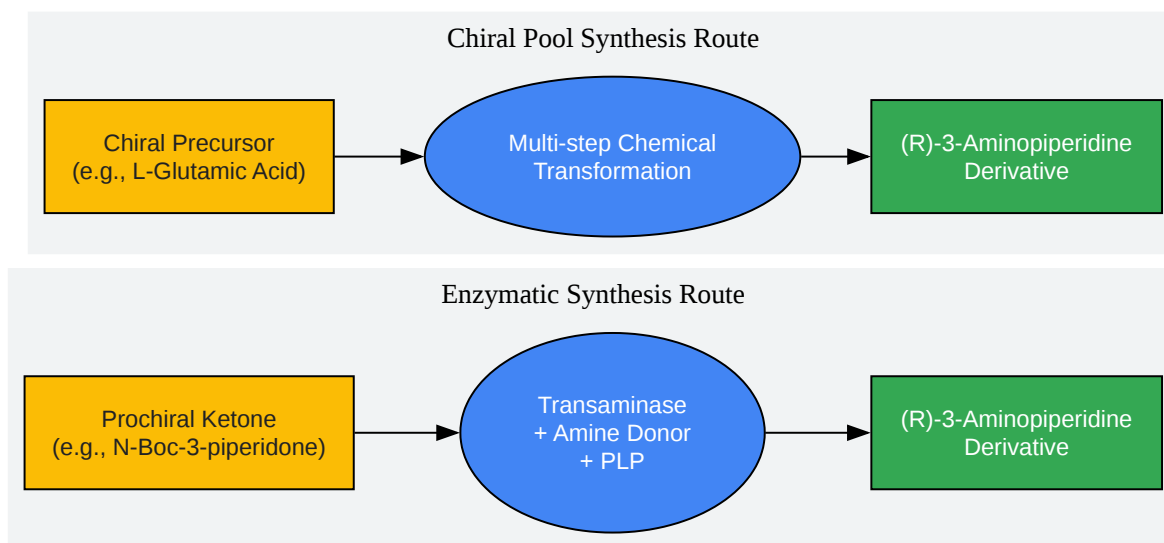 Chiral Pool Synthesis Route
Chiral Precursor
(e.g., L-Glutamic Acid)
Multi-step Chemical
Transformation
(R)-3-Aminopiperidine
Derivative
Enzymatic Synthesis Route
Prochiral Ketone
(e.g., N-Boc-3-piperidone)
Transaminase
+ Amine Donor
+ PLP
(R)-3-Aminopiperidine
Derivative